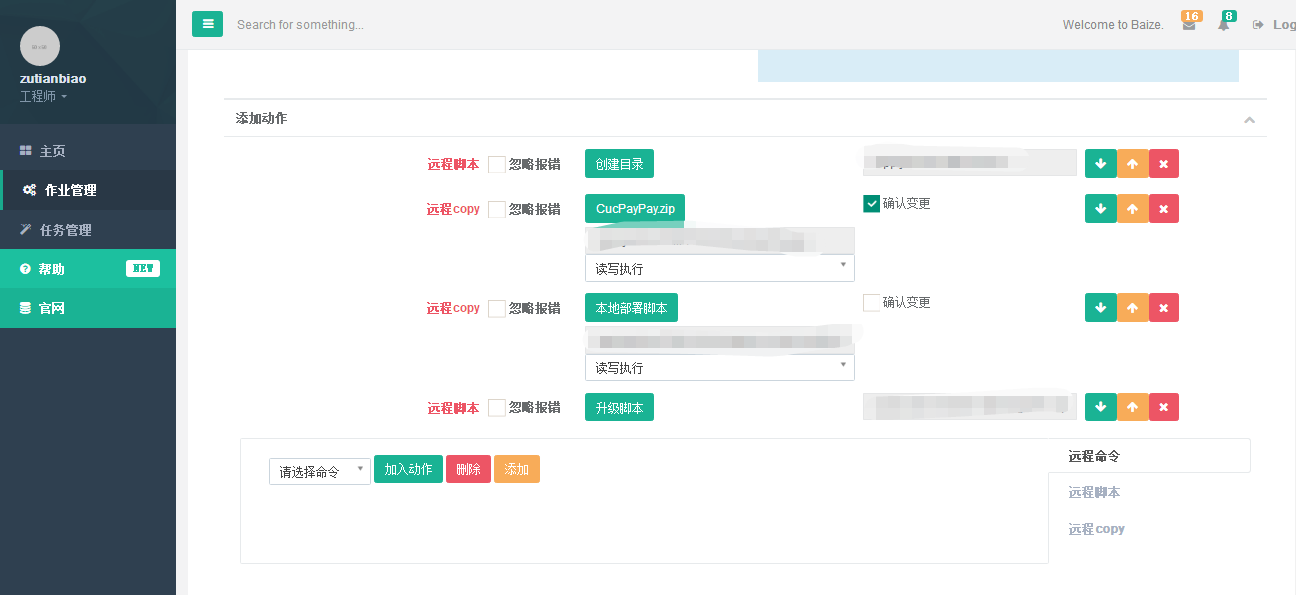 Search for something...
Welcome to Baize.
16
8
Log
zutianbiao
工程师
主页
作业管理
任务管理
帮助
NEW
官网
添加动作
远程脚本 忽略报错 创建目录
远程copy 忽略报错 CucPayPay.zip 确认变更
读写执行
远程copy 忽略报错 本地部署脚本 确认变更
读写执行
远程脚本 忽略报错 升级脚本
请选择命令 加入动作 删除 添加
远程命令
远程脚本
远程copy